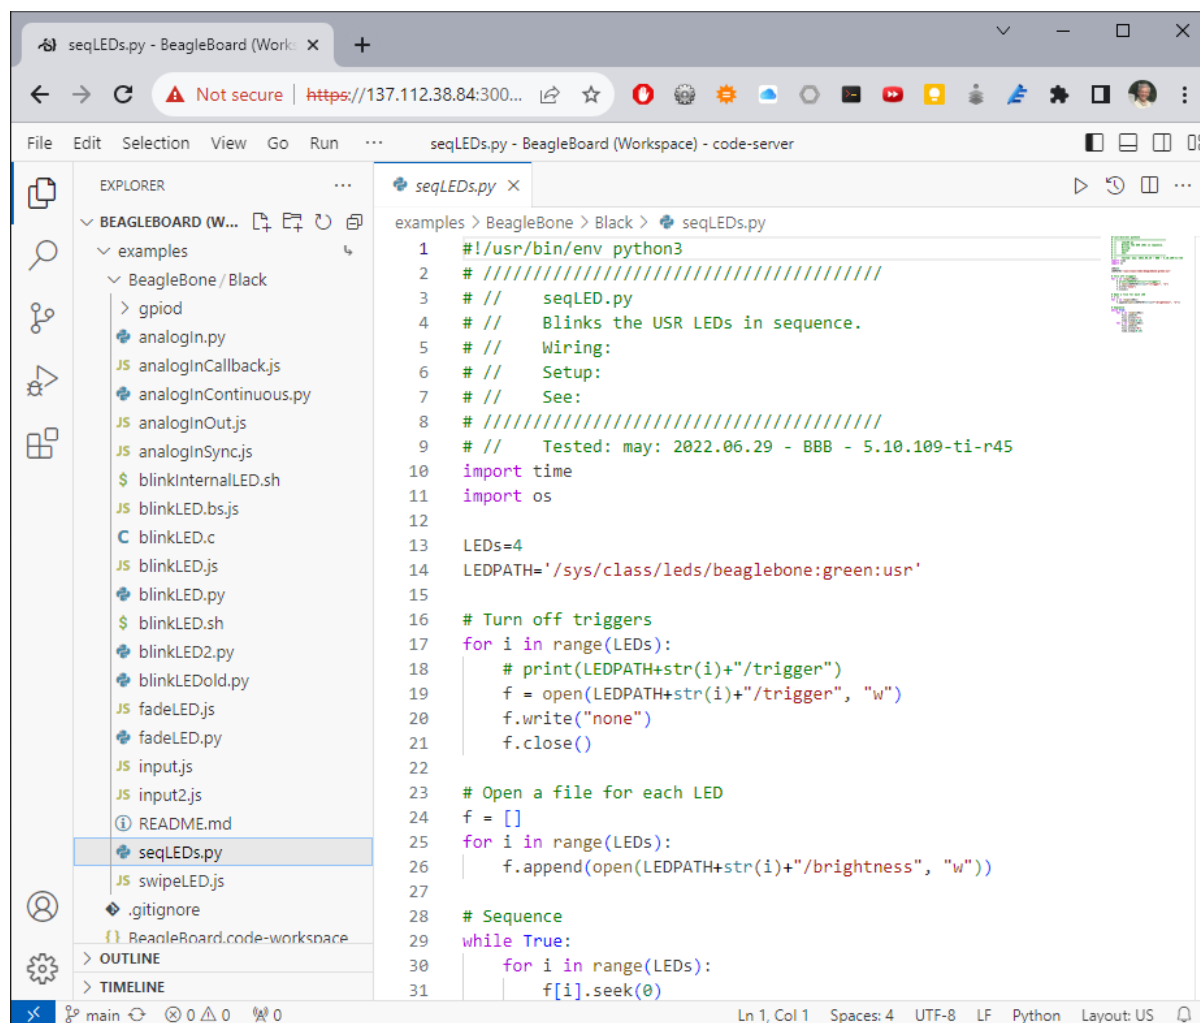 seqLEDs.py - BeagleBoard (Works
Not secure | https://137.112.38.84:300...
File Edit Selection View Go Run ··· seqLEDs.py - BeagleBoard (Workspace) - code-server
EXPLORER
BEAGLEBOARD (W...
examples
BeagleBone / Black
gpiod
analogIn.py
JS analogInCallback.js
analogInContinuous.py
JS analogInOut.js
JS analogInSync.js
$ blinkInternalLED.sh
JS blinkLED.bs.js
C blinkLED.c
JS blinkLED.js
blinkLED.py
$ blinkLED.sh
blinkLED2.py
blinkLEDold.py
JS fadeLED.js
fadeLED.py
JS input.js
JS input2.js
README.md
seqLEDs.py
JS swipeLED.js
.gitignore
{} BeagleBoard.code-workspace
OUTLINE
TIMELINE
seqLEDs.py
examples > BeagleBone > Black > seqLEDs.py
1 #!/usr/bin/env python3
2 # ///////////////////////////////////////
3 # //    seqLED.py
4 # //    Blinks the USR LEDs in sequence.
5 # //    Wiring:
6 # //    Setup:
7 # //    See:
8 # ///////////////////////////////////////
9 # //    Tested: may: 2022.06.29 - BBB - 5.10.109-ti-r45
10 import time
11 import os
12
13 LEDs=4
14 LEDPATH='/sys/class/leds/beaglebone:green:usr'
15
16 # Turn off triggers
17 for i in range(LEDs):
18     # print(LEDPATH+str(i)+"/trigger")
19     f = open(LEDPATH+str(i)+"/trigger", "w")
20     f.write("none")
21     f.close()
22
23 # Open a file for each LED
24 f = []
25 for i in range(LEDs):
26     f.append(open(LEDPATH+str(i)+"/brightness", "w"))
27
28 # Sequence
29 while True:
30     for i in range(LEDs):
31         f[i].seek(0)
main 0 0 0 Ln 1, Col 1 Spaces: 4 UTF-8 LF Python Layout: US